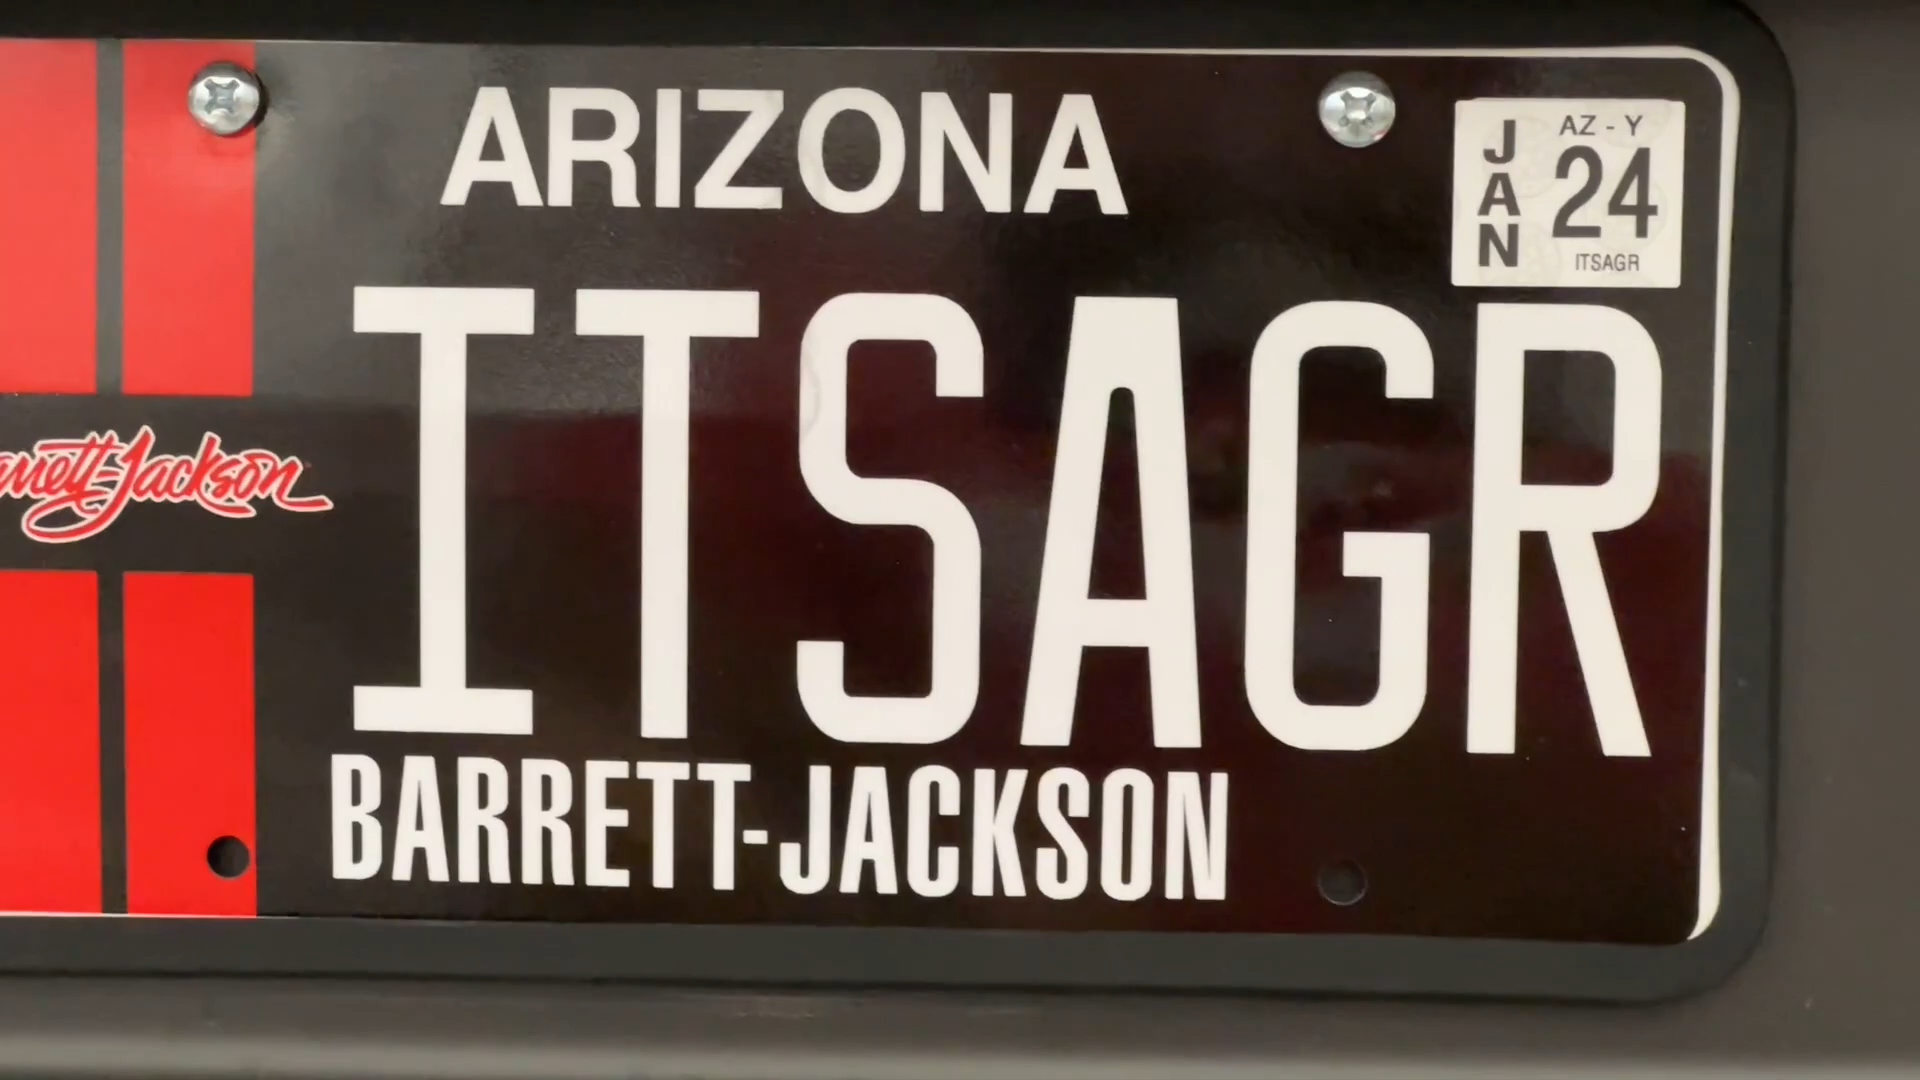 ARIZONA
JAN
AZ - Y
24
ITSAGR
ITSAGR
arrett-Jackson
BARRETT-JACKSON